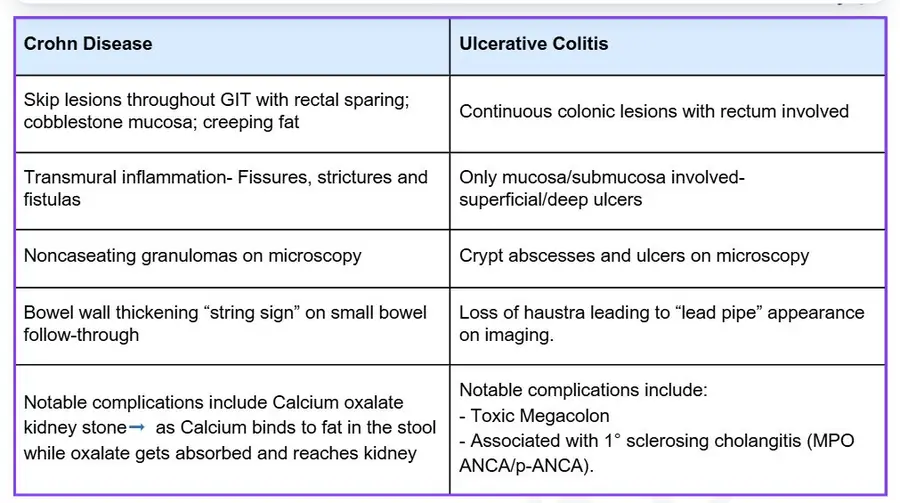 Crohn Disease
Ulcerative Colitis
Skip lesions throughout GIT with rectal sparing;
cobblestone mucosa; creeping fat
Continuous colonic lesions with rectum involved
Transmural inflammation- Fissures, strictures and
fistulas
Only mucosa/submucosa involved-
superficial/deep ulcers
Noncaseating granulomas on microscopy
Crypt abscesses and ulcers on microscopy
Bowel wall thickening “string sign” on small bowel
follow-through
Loss of haustra leading to “lead pipe” appearance
on imaging.
Notable complications include Calcium oxalate
kidney stone→ as Calcium binds to fat in the stool
while oxalate gets absorbed and reaches kidney
Notable complications include:
- Toxic Megacolon
- Associated with 1° sclerosing cholangitis (MPO
ANCA/p-ANCA).